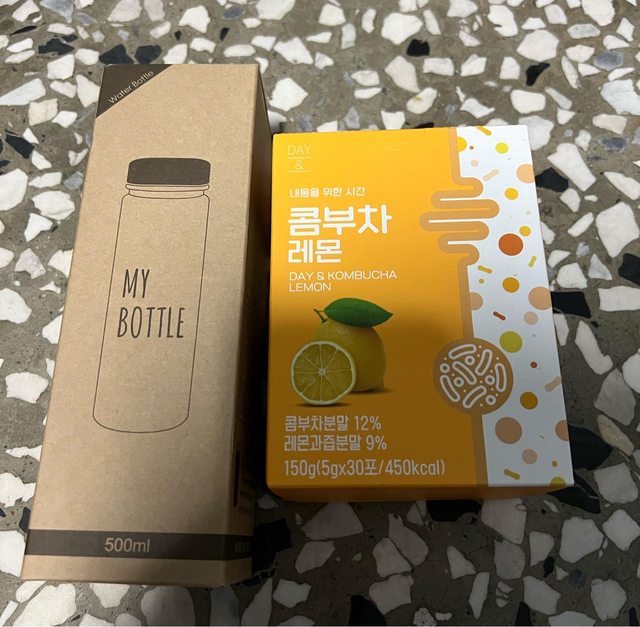 Water Bottle
MY
BOTTLE
500ml
DAY
&
내몸을 위한 시간
콤부차
레몬
DAY & KOMBUCHA
LEMON
콤부차분말 12%
레몬과즙분말 9%
150g(5gx30포/450kcal)